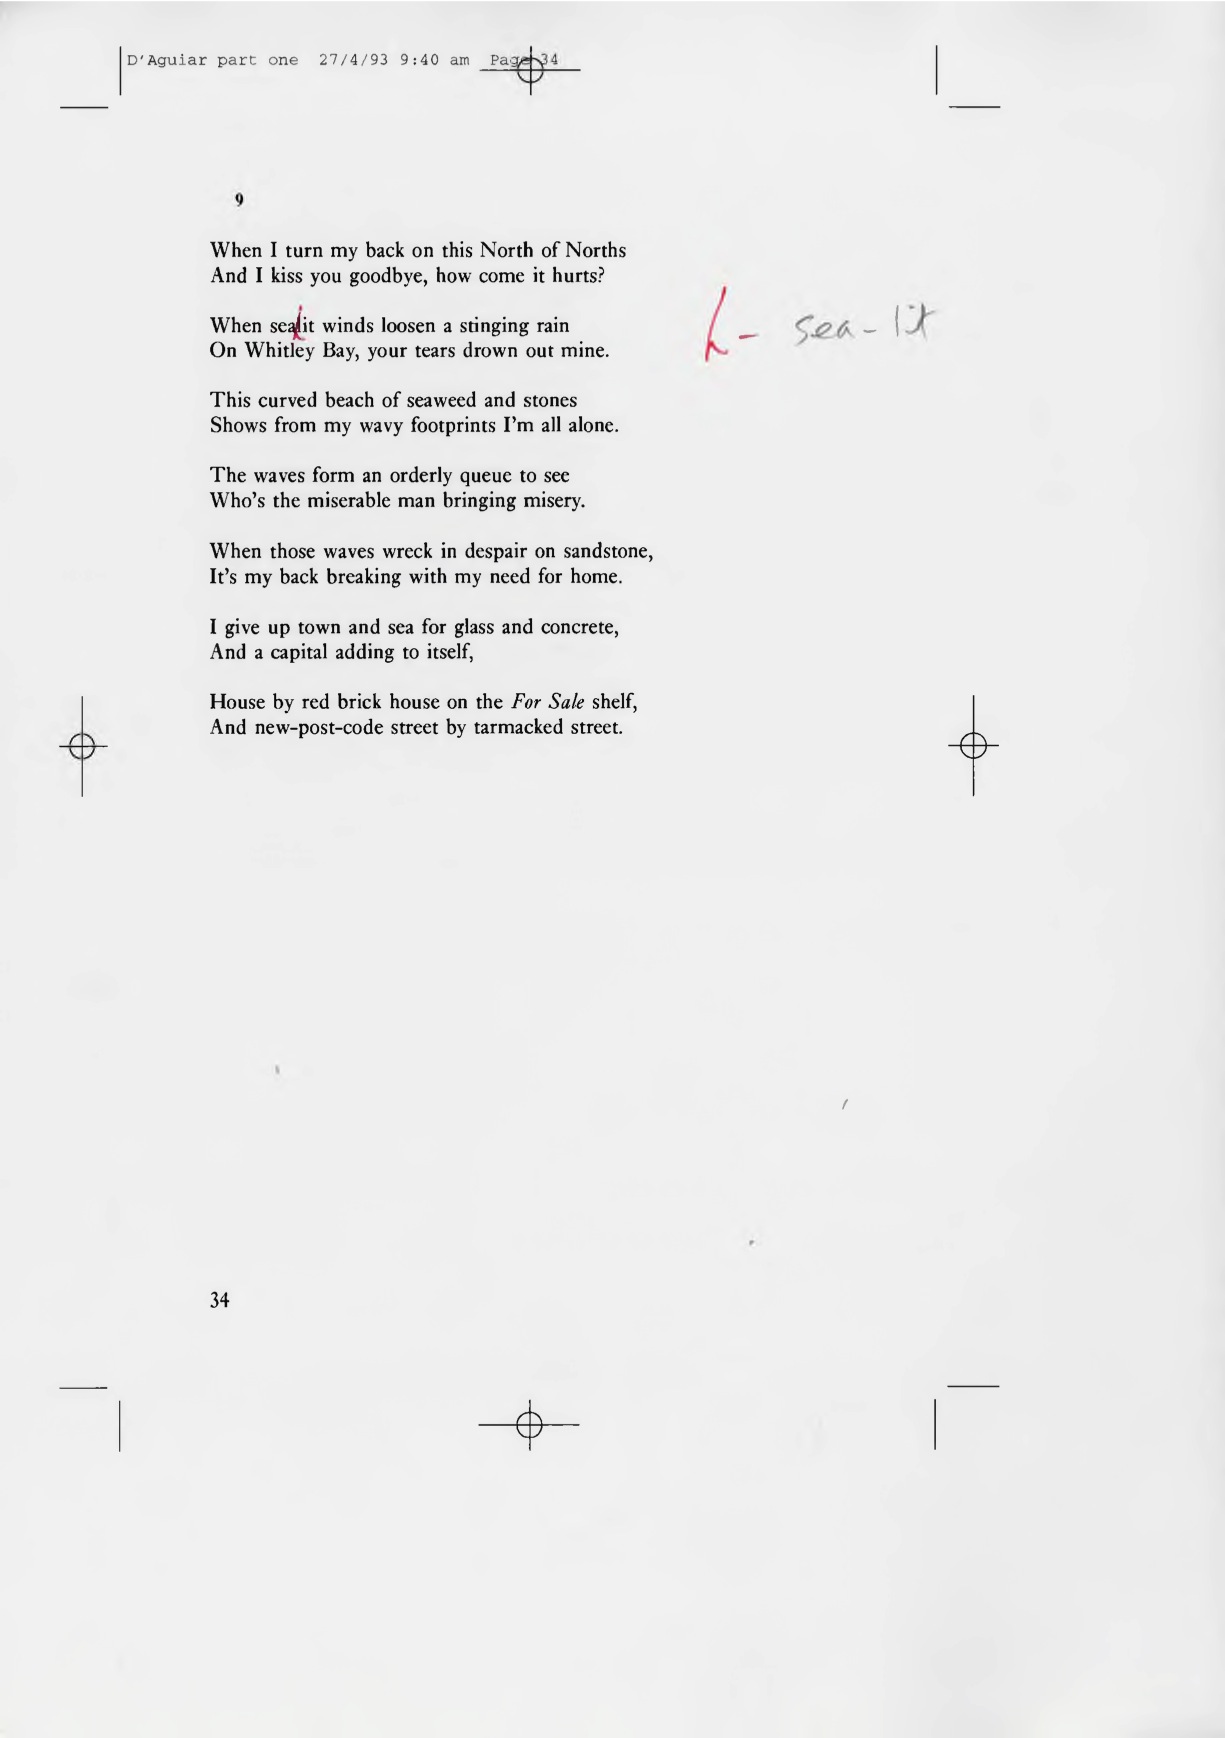 D'Aguiar part one 27/4/93 9:40 am Page 34
9
When I turn my back on this North of Norths
And I kiss you goodbye, how come it hurts?
When sealit winds loosen a stinging rain
- sea-lit
On Whitley Bay, your tears drown out mine.
This curved beach of seaweed and stones
Shows from my wavy footprints I'm all alone.
The waves form an orderly queue to see
Who's the miserable man bringing misery.
When those waves wreck in despair on sandstone,
It's my back breaking with my need for home.
I give up town and sea for glass and concrete,
And a capital adding to itself,
House by red brick house on the For Sale shelf,
And new-post-code street by tarmacked street.
34